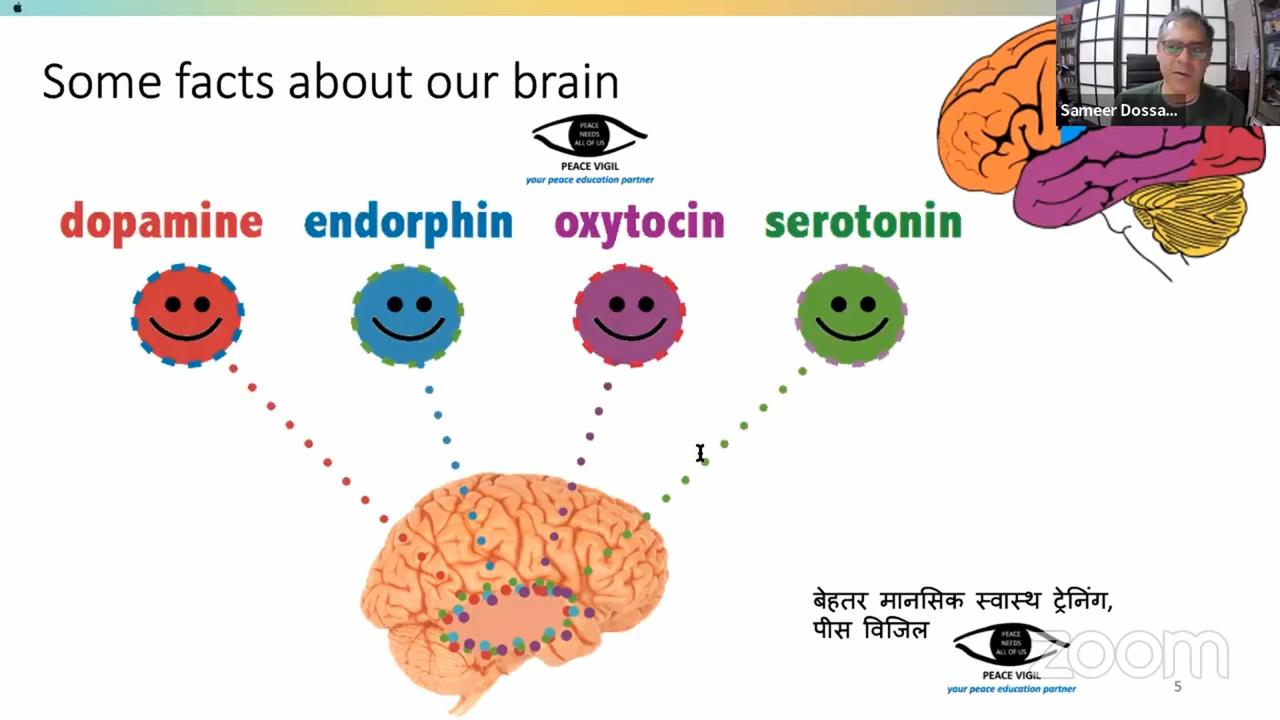 Some facts about our brain
Sameer Dossa...
PEACE
NEEDS
ALL OF US
PEACE VIGIL
your peace education partner
dopamine endorphin oxytocin serotonin
बेहतर मानसिक स्वास्थ ट्रेनिंग,
पीस विजिल
PEACE
NEEDS
ALL OF US
PEACE VIGIL
your peace education partner
zoom
5